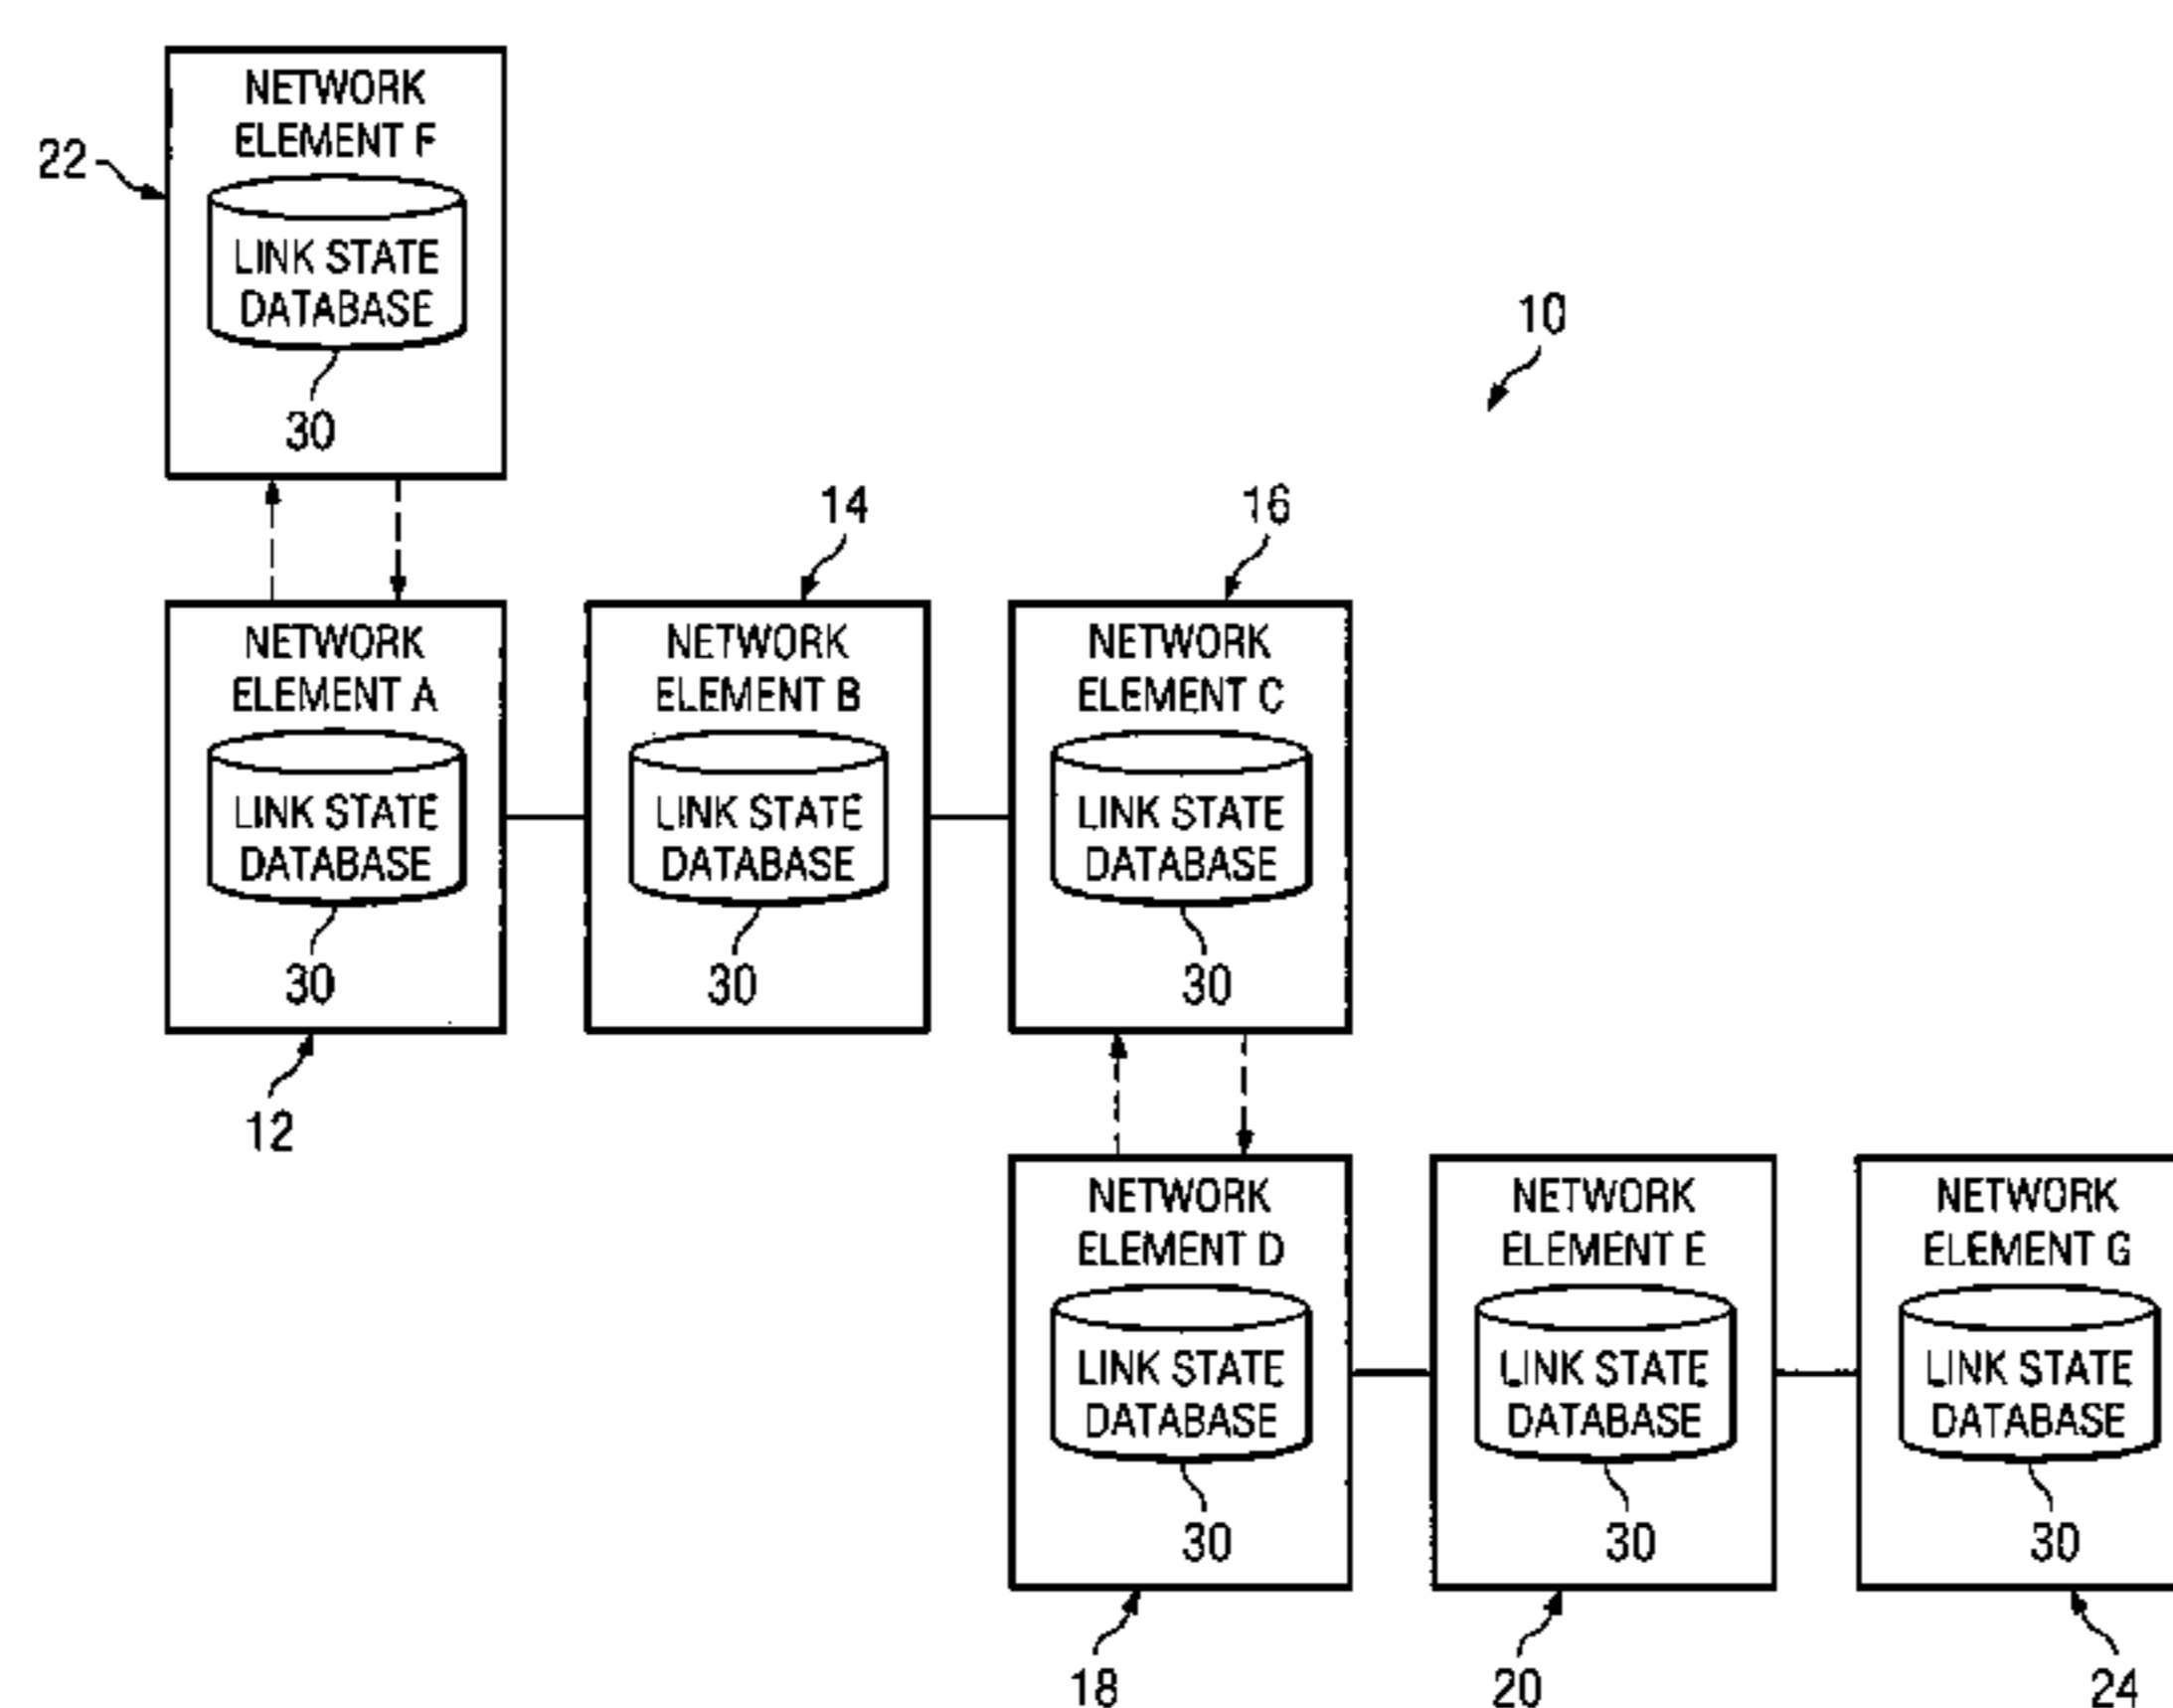 NETWORK
ELEMENT F
22
LINK STATE
DATABASE
30
10
14
16
NETWORK
ELEMENT A
LINK STATE
DATABASE
30
12
NETWORK
ELEMENT B
LINK STATE
DATABASE
30
NETWORK
ELEMENT C
LINK STATE
DATABASE
30
NETWORK
ELEMENT D
LINK STATE
DATABASE
30
18
NETWORK
ELEMENT E
LINK STATE
DATABASE
30
20
NETWORK
ELEMENT G
LINK STATE
DATABASE
30
24